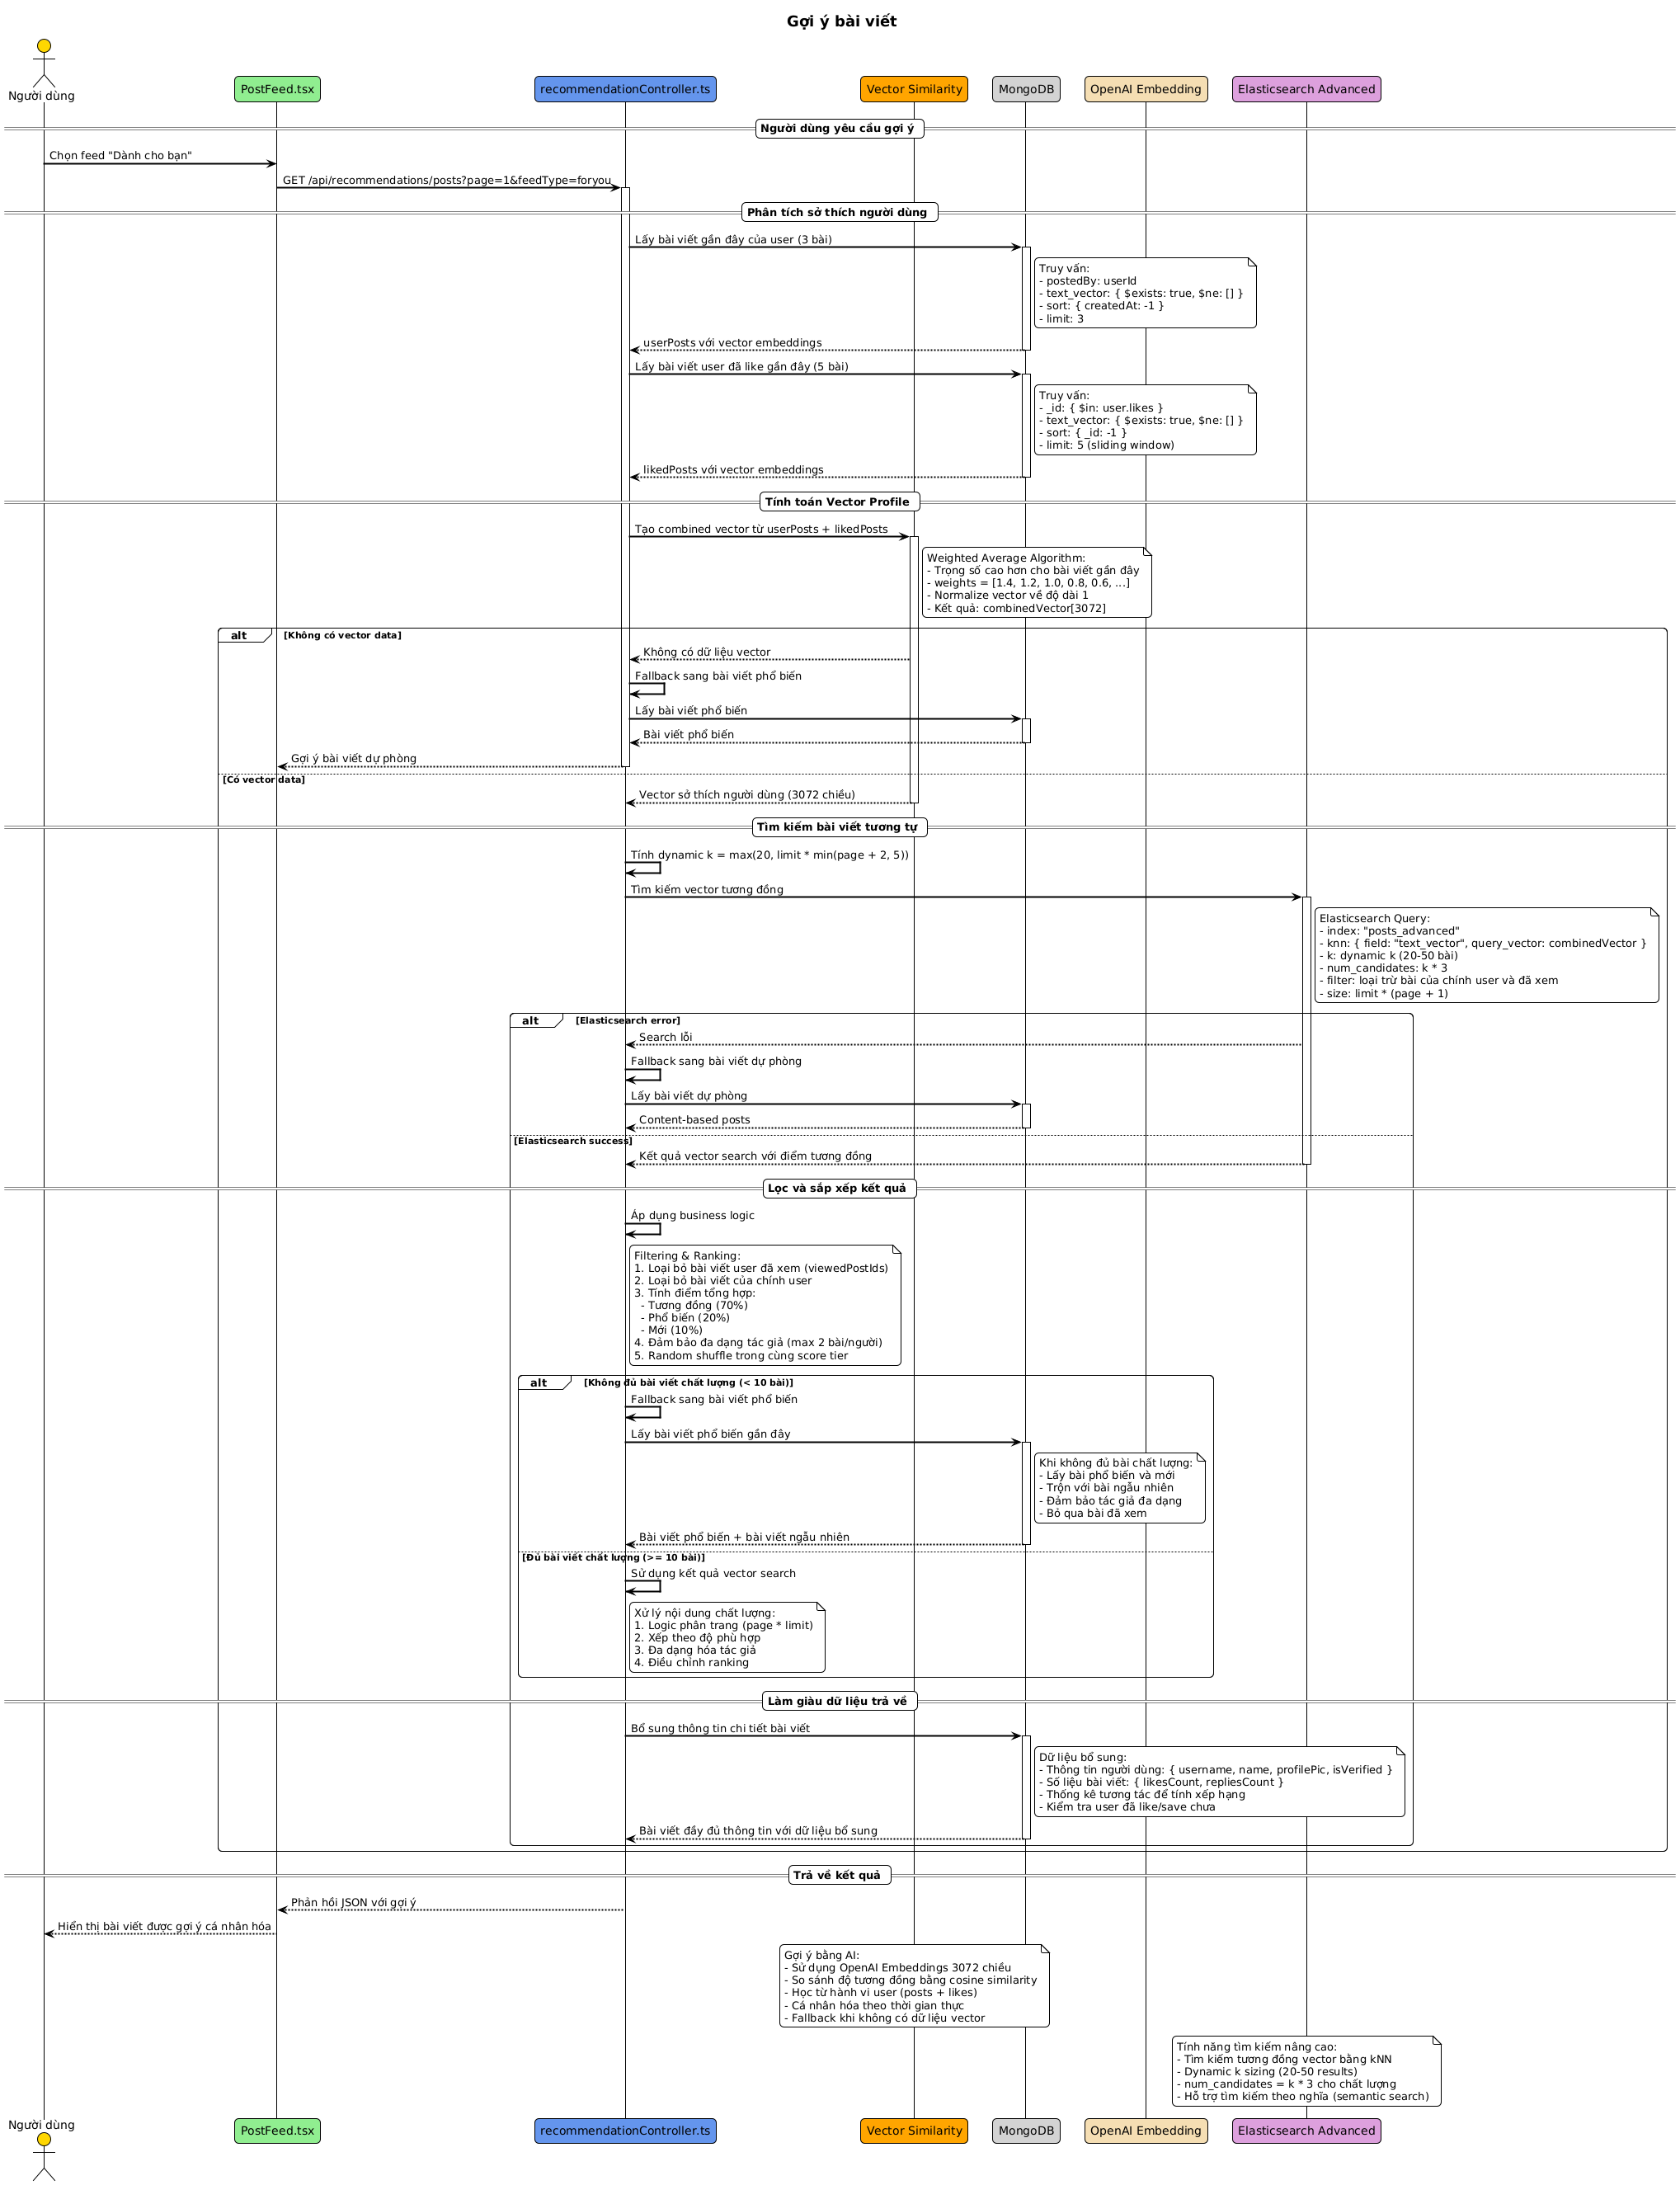 Gợi ý bài viết
Người dùng
PostFeed.tsx
recommendationController.ts
Vector Similarity
MongoDB
OpenAI Embedding
Elasticsearch Advanced
Người dùng yêu cầu gợi ý
Chọn feed "Dành cho bạn"
GET /api/recommendations/posts?page=1&feedType=foryou
Phân tích sở thích người dùng
Lấy bài viết gần đây của user (3 bài)
Truy vấn:
- postedBy: userId
- text_vector: { $exists: true, $ne: [] }
- sort: { createdAt: -1 }
- limit: 3
userPosts với vector embeddings
Lấy bài viết user đã like gần đây (5 bài)
Truy vấn:
- _id: { $in: user.likes }
- text_vector: { $exists: true, $ne: [] }
- sort: { _id: -1 }
- limit: 5 (sliding window)
likedPosts với vector embeddings
Tính toán Vector Profile
Tạo combined vector từ userPosts + likedPosts
Weighted Average Algorithm:
- Trọng số cao hơn cho bài viết gần đây
- weights = [1.4, 1.2, 1.0, 0.8, 0.6, ...]
- Normalize vector về độ dài 1
- Kết quả: combinedVector[3072]
alt [Không có vector data]
Không có dữ liệu vector
Fallback sang bài viết phổ biến
Lấy bài viết phổ biến
Bài viết phổ biến
Gợi ý bài viết dự phòng
[Có vector data]
Vector sở thích người dùng (3072 chiều)
Tìm kiếm bài viết tương tự
Tính dynamic k = max(20, limit * min(page + 2, 5))
Tìm kiếm vector tương đồng
Elasticsearch Query:
- index: "posts_advanced"
- knn: { field: "text_vector", query_vector: combinedVector }
- k: dynamic k (20-50 bài)
- num_candidates: k * 3
- filter: loại trừ bài của chính user và đã xem
- size: limit * (page + 1)
alt [Elasticsearch error]
Search lỗi
Fallback sang bài viết dự phòng
Lấy bài viết dự phòng
Content-based posts
[Elasticsearch success]
Kết quả vector search với điểm tương đồng
Lọc và sắp xếp kết quả
Áp dụng business logic
Filtering & Ranking:
1. Loại bỏ bài viết user đã xem (viewedPostIds)
2. Loại bỏ bài viết của chính user
3. Tính điểm tổng hợp:
- Tương đồng (70%)
- Phổ biến (20%)
- Mới (10%)
4. Đảm bảo đa dạng tác giả (max 2 bài/người)
5. Random shuffle trong cùng score tier
alt [Không đủ bài viết chất lượng (< 10 bài)]
Fallback sang bài viết phổ biến
Lấy bài viết phổ biến gần đây
Khi không đủ bài chất lượng:
- Lấy bài phổ biến và mới
- Trộn với bài ngẫu nhiên
- Đảm bảo tác giả đa dạng
- Bỏ qua bài đã xem
Bài viết phổ biến + bài viết ngẫu nhiên
[Đủ bài viết chất lượng (>= 10 bài)]
Sử dụng kết quả vector search
Xử lý nội dung chất lượng:
1. Logic phân trang (page * limit)
2. Xếp theo độ phù hợp
3. Đa dạng hóa tác giả
4. Điều chỉnh ranking
Làm giàu dữ liệu trả về
Bổ sung thông tin chi tiết bài viết
Dữ liệu bổ sung:
- Thông tin người dùng: { username, name, profilePic, isVerified }
- Số liệu bài viết: { likesCount, repliesCount }
- Thống kê tương tác để tính xếp hạng
- Kiểm tra user đã like/save chưa
Bài viết đầy đủ thông tin với dữ liệu bổ sung
Trả về kết quả
Phản hồi JSON với gợi ý
Hiển thị bài viết được gợi ý cá nhân hóa
Gợi ý bằng AI:
- Sử dụng OpenAI Embeddings 3072 chiều
- So sánh độ tương đồng bằng cosine similarity
- Học từ hành vi user (posts + likes)
- Cá nhân hóa theo thời gian thực
- Fallback khi không có dữ liệu vector
Tính năng tìm kiếm nâng cao:
- Tìm kiếm tương đồng vector bằng kNN
- Dynamic k sizing (20-50 results)
- num_candidates = k * 3 cho chất lượng
- Hỗ trợ tìm kiếm theo nghĩa (semantic search)
Người dùng
PostFeed.tsx
recommendationController.ts
Vector Similarity
MongoDB
OpenAI Embedding
Elasticsearch Advanced